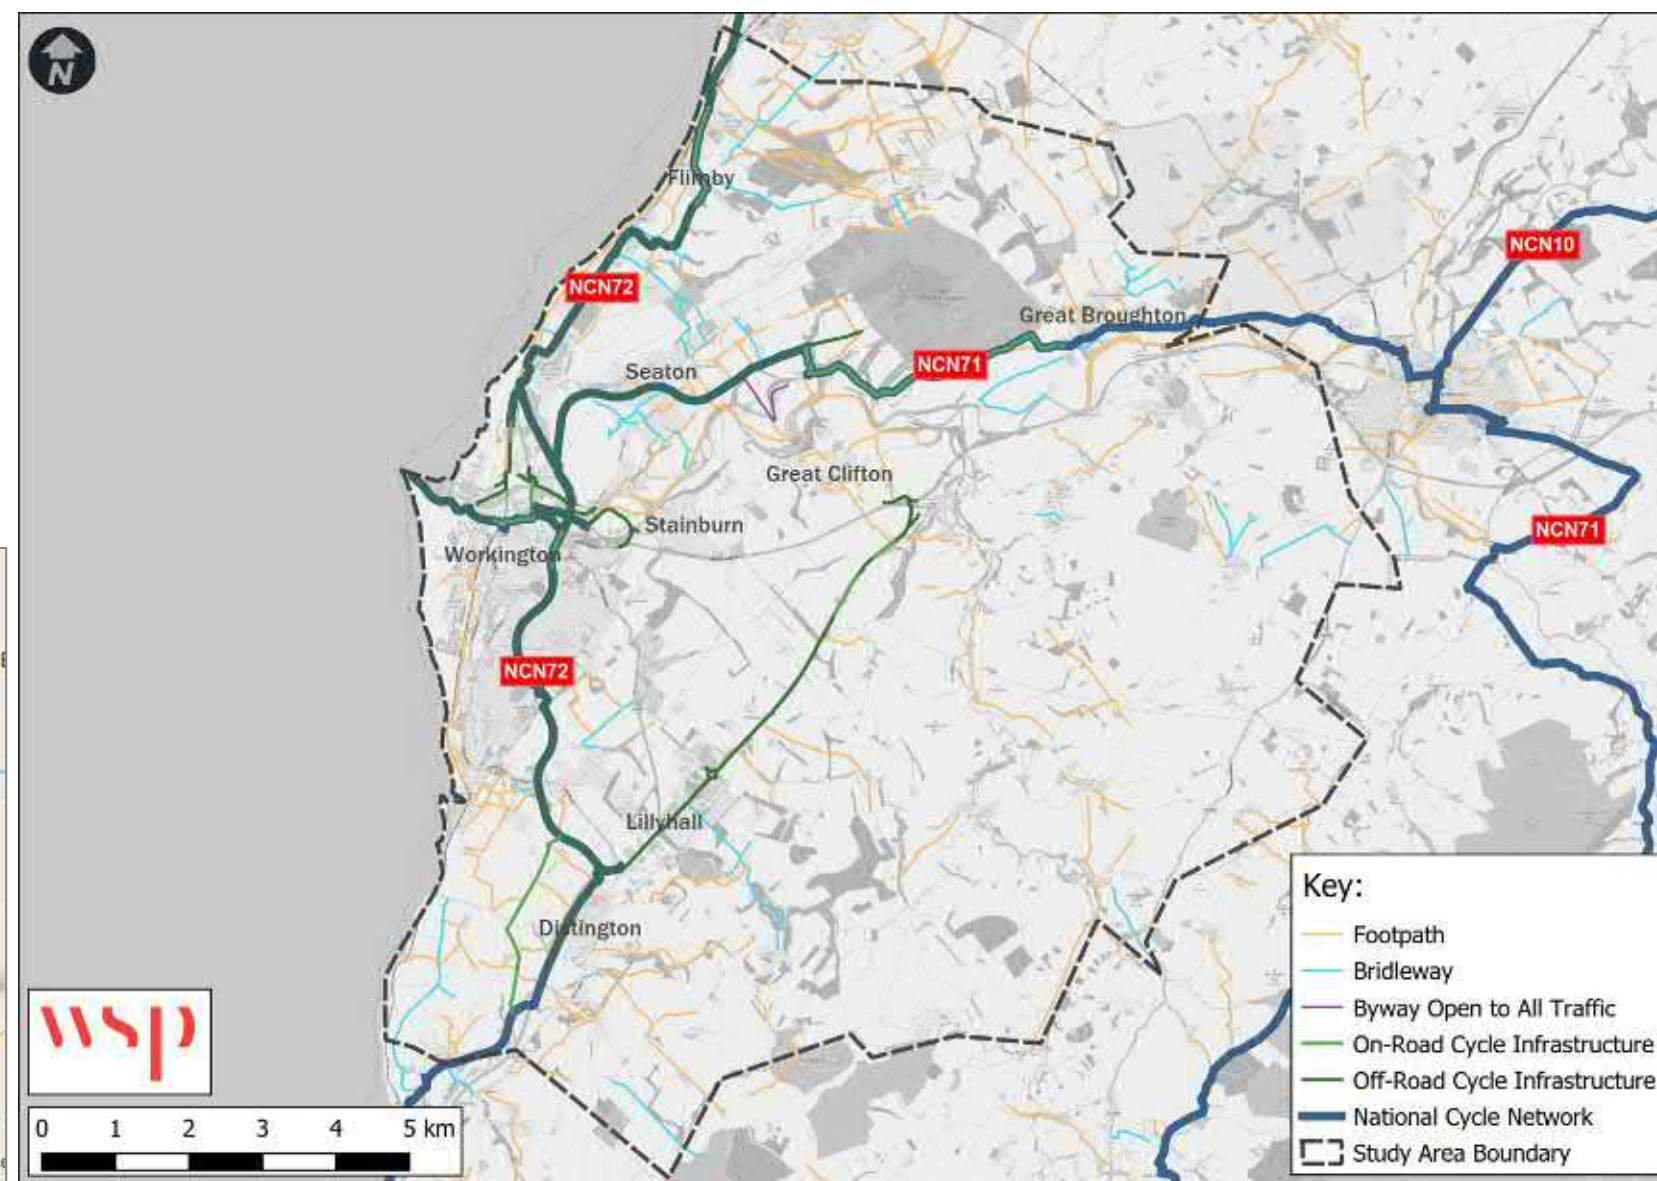 N
Flimby
NCN10
NCN72
Great Broughton
NCN71
Seaton
Great Clifton
Stainburn
NCN71
Workington
NCN72
Lillyhall
Distington
wsp
0 1 2 3 4 5 km
Key:
Footpath
Bridleway
Byway Open to All Traffic
On-Road Cycle Infrastructure
Off-Road Cycle Infrastructure
National Cycle Network
Study Area Boundary